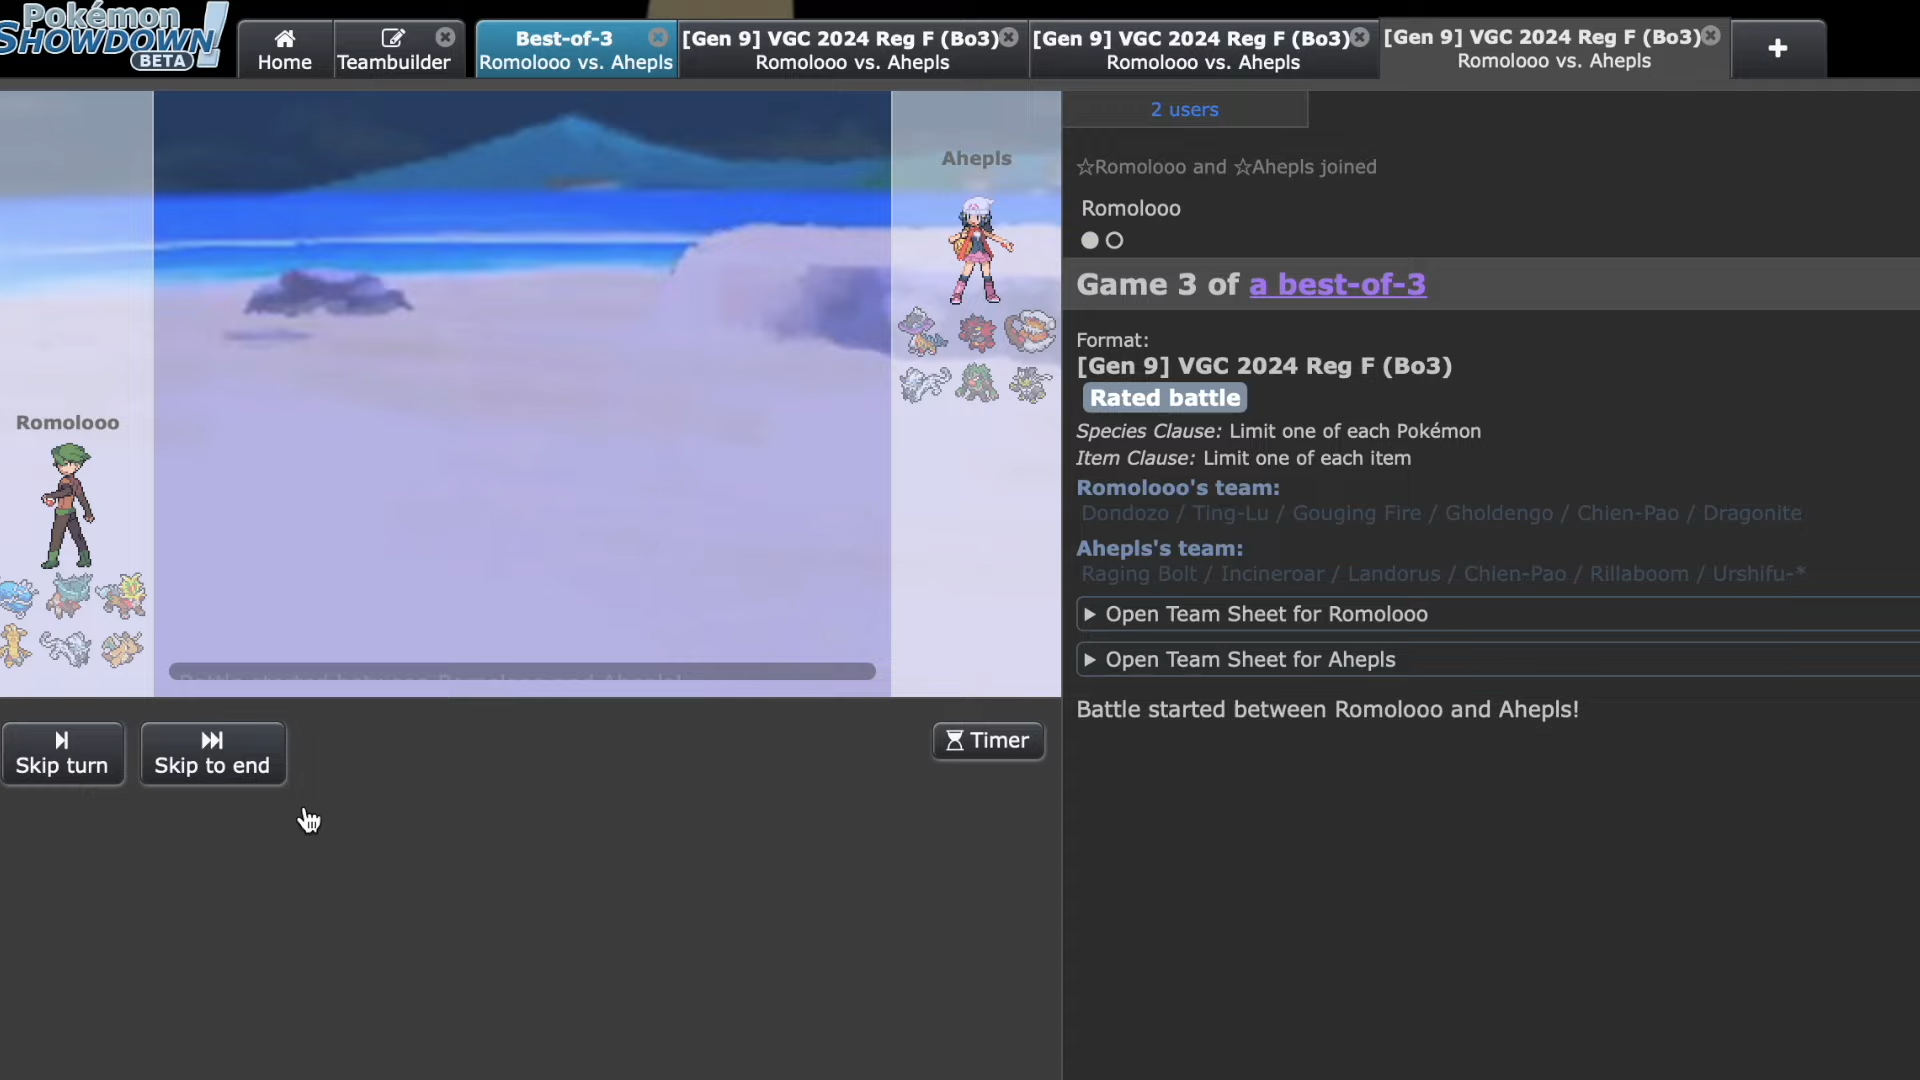 Pokémon
SHOWDOWN!
BETA
Home
Teambuilder
Best-of-3
Romolooo vs. Ahepls
[Gen 9] VGC 2024 Reg F (Bo3)
Romolooo vs. Ahepls
[Gen 9] VGC 2024 Reg F (Bo3)
Romolooo vs. Ahepls
[Gen 9] VGC 2024 Reg F (Bo3)
Romolooo vs. Ahepls
Ahepls
Romolooo
Battle started between Romolooo and Ahepls!
Skip turn
Skip to end
Timer
2 users
☆Romolooo and ☆Ahepls joined
Romolooo
Game 3 of a best-of-3
Format:
[Gen 9] VGC 2024 Reg F (Bo3)
Rated battle
Species Clause: Limit one of each Pokémon
Item Clause: Limit one of each item
Romolooo's team:
Dondozo / Ting-Lu / Gouging Fire / Gholdengo / Chien-Pao / Dragonite
Ahepls's team:
Raging Bolt / Incineroar / Landorus / Chien-Pao / Rillaboom / Urshifu-*
Open Team Sheet for Romolooo
Open Team Sheet for Ahepls
Battle started between Romolooo and Ahepls!